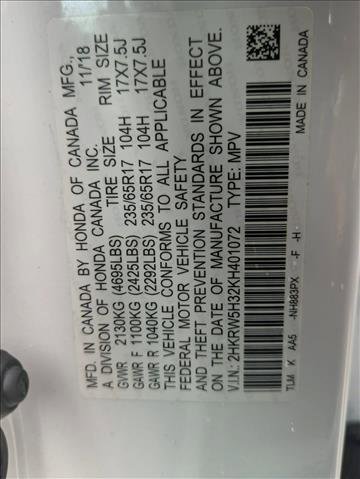 MFD. IN CANADA BY HONDA OF CANADA MFG.,
A DIVISION OF HONDA CANADA INC. 11/18
TIRE SIZE RIM SIZE
GVWR 2130KG (4695LBS)
GAWR F 1100KG (2425LBS) 235/65R17 104H 17X7.5J
GAWR R 1040KG (2292LBS) 235/65R17 104H 17X7.5J
THIS VEHICLE CONFORMS TO ALL APPLICABLE
FEDERAL MOTOR VEHICLE SAFETY
AND THEFT PREVENTION STANDARDS IN EFFECT
ON THE DATE OF MANUFACTURE SHOWN ABOVE.
V.I.N.: 2HKRW5H32KH401072 TYPE: MPV
TLM K AA5 -NH883PX -F -H MADE IN CANADA